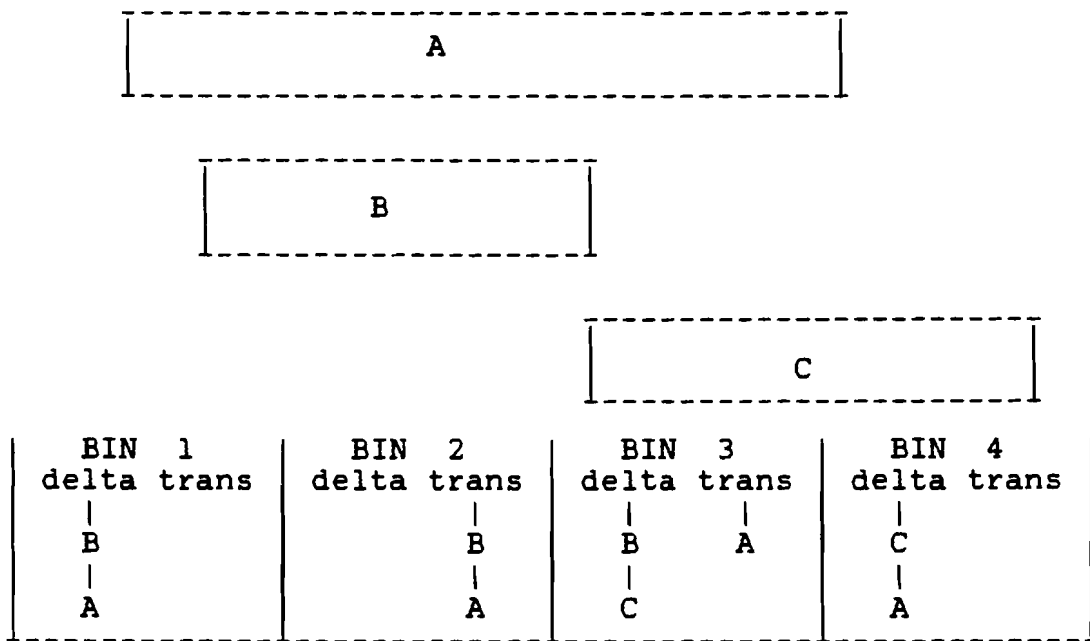 A
B
C
BIN 1 BIN 2 BIN 3 BIN 4
delta trans delta trans delta trans delta trans
B B B A C
A A C A